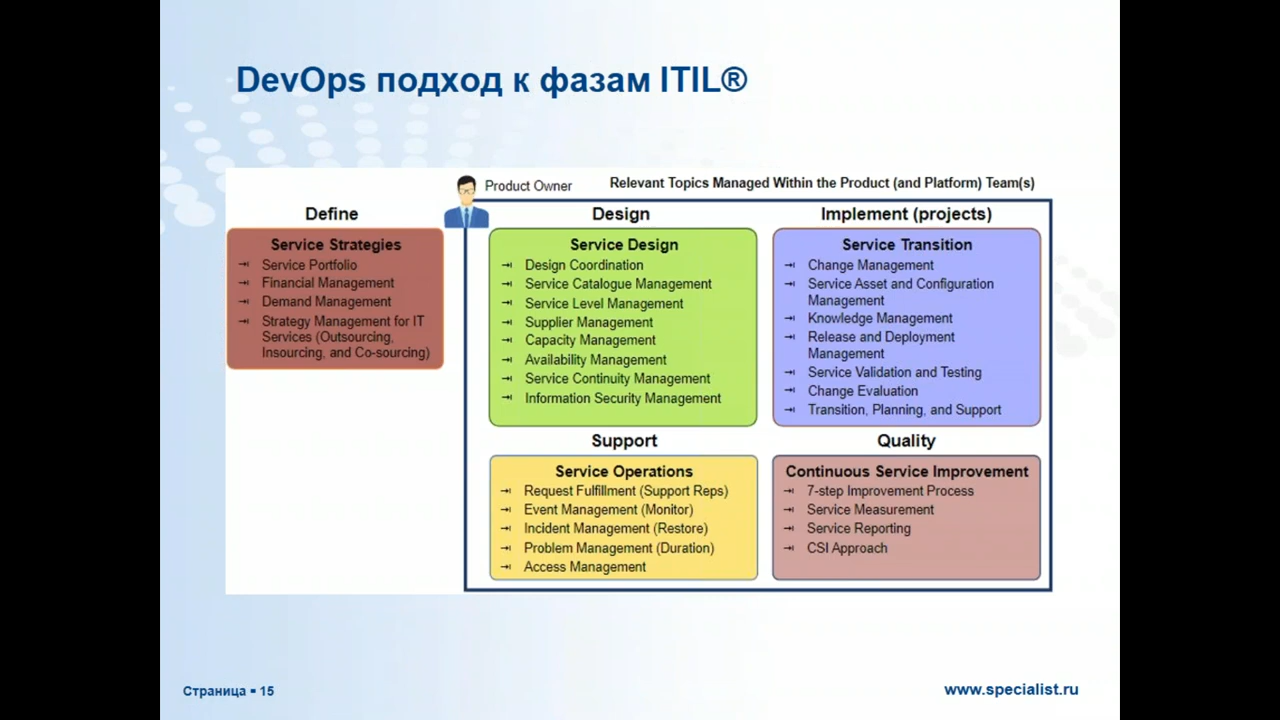 DevOps подход к фазам ITIL®
Product Owner
Relevant Topics Managed Within the Product (and Platform) Team(s)
Define
Service Strategies
Service Portfolio
Financial Management
Demand Management
Strategy Management for IT
Services (Outsourcing,
Insourcing, and Co-sourcing)
Design
Service Design
Design Coordination
Service Catalogue Management
Service Level Management
Supplier Management
Capacity Management
Availability Management
Service Continuity Management
Information Security Management
Implement (projects)
Service Transition
Change Management
Service Asset and Configuration
Management
Knowledge Management
Release and Deployment
Management
Service Validation and Testing
Change Evaluation
Transition, Planning, and Support
Support
Service Operations
Request Fulfillment (Support Reps)
Event Management (Monitor)
Incident Management (Restore)
Problem Management (Duration)
Access Management
Quality
Continuous Service Improvement
7-step Improvement Process
Service Measurement
Service Reporting
CSI Approach
Страница ▪ 15
www.specialist.ru